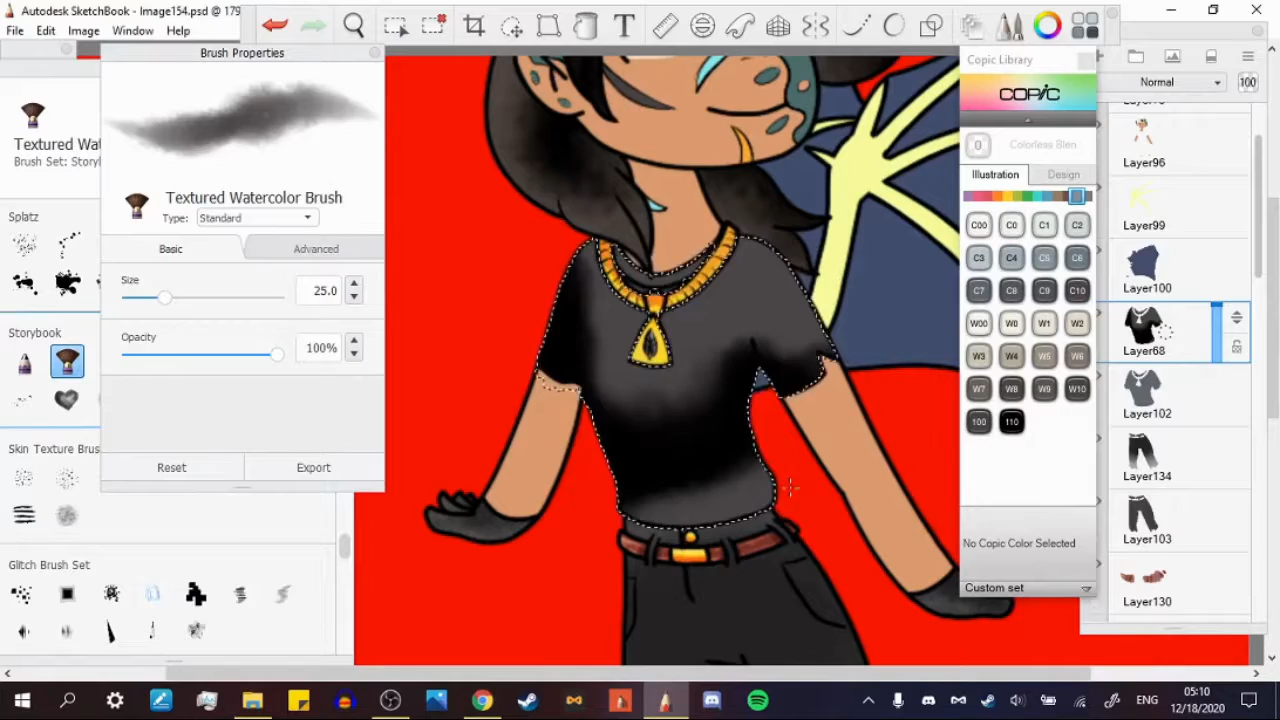 Autodesk SketchBook - Image154.psd @ 179
File Edit Image Window Help
Brush Properties
Textured Wa
Brush Set: Storyl
Textured Watercolor Brush
Type: Standard
Basic Advanced
Size
25.0
Opacity
100%
Reset Export
Splatz
Storybook
Skin Texture Brus
Glitch Brush Set
T
Copic Library
COPIC
0 Colorless Blen
Illustration Design
C00 C0 C1 C2
C3 C4 C5 C6
C7 C8 C9 C10
W00 W0 W1 W2
W3 W4 W5 W6
W7 W8 W9 W10
100 110
No Copic Color Selected
Custom set
Normal 100
Layer96
Layer99
Layer100
Layer68
Layer102
Layer134
Layer103
Layer130
ENG
05:10
12/18/2020